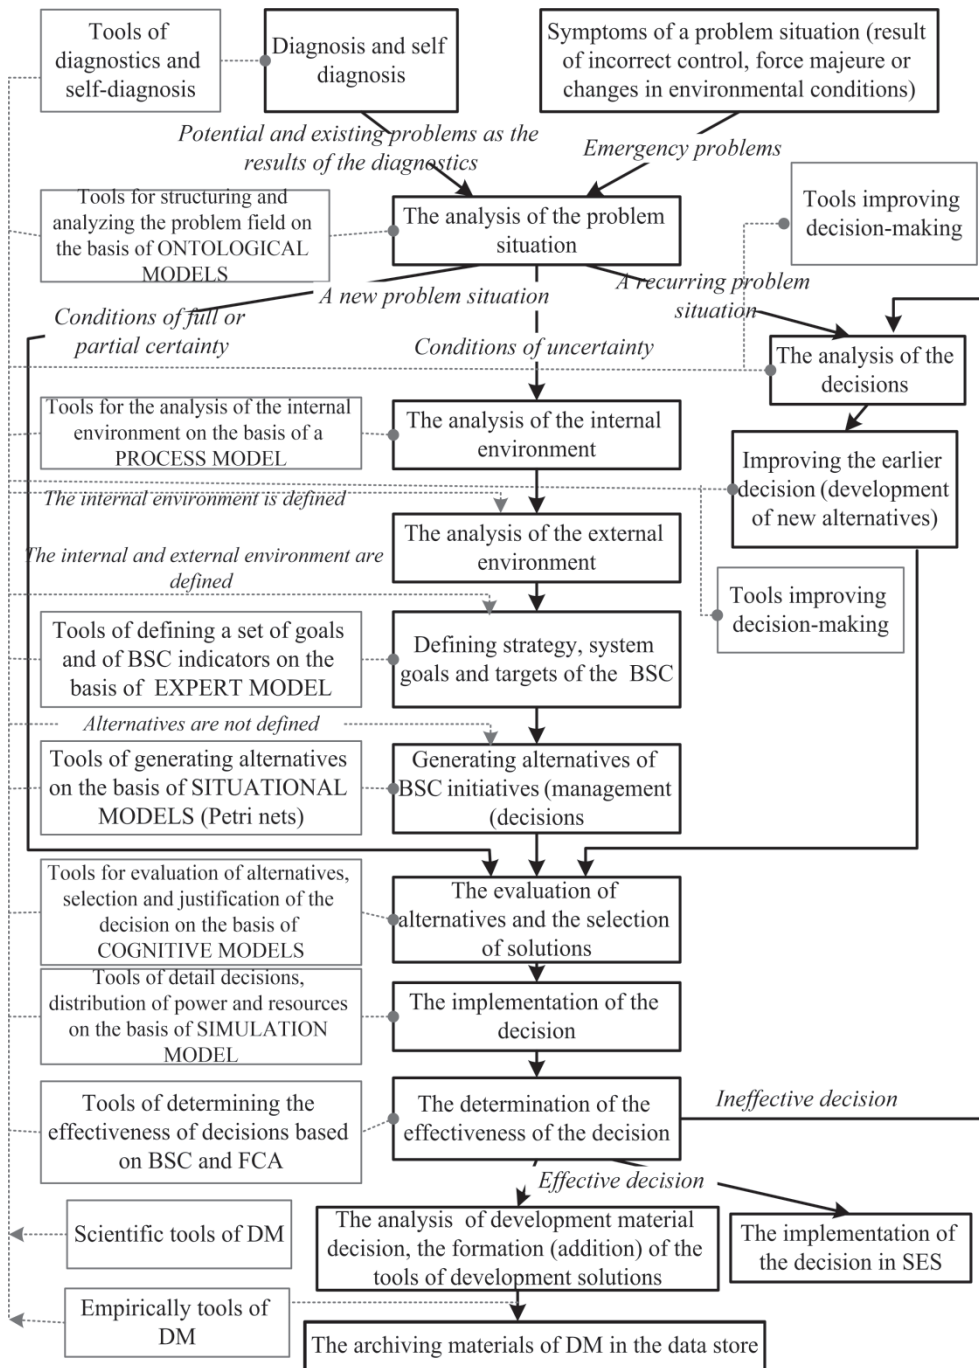 Tools of
diagnostics and
self-diagnosis
Diagnosis and self
diagnosis
Symptoms of a problem situation (result
of incorrect control, force majeure or
changes in environmental conditions)
Potential and existing problems as the
results of the diagnostics
Emergency problems
Tools for structuring and
analyzing the problem field on
the basis of ONTOLOGICAL
MODELS
The analysis of the problem
situation
Tools improving
decision-making
A new problem situation
A recurring problem
situation
Conditions of full or
partial certainty
Conditions of uncertainty
The analysis of the
decisions
Tools for the analysis of the internal
environment on the basis of a
PROCESS MODEL
The analysis of the internal
environment
Improving the earlier
decision (development
of new alternatives)
The internal environment is defined
The analysis of the external
environment
The internal and external environment are
defined
Tools improving
decision-making
Tools of defining a set of goals
and of BSC indicators on the
basis of EXPERT MODEL
Defining strategy, system
goals and targets of the BSC
Alternatives are not defined
Tools of generating alternatives
on the basis of SITUATIONAL
MODELS (Petri nets)
Generating alternatives of
BSC initiatives (management
(decisions
Tools for evaluation of alternatives,
selection and justification of the
decision on the basis of
COGNITIVE MODELS
The evaluation of
alternatives and the selection
of solutions
Tools of detail decisions,
distribution of power and resources
on the basis of SIMULATION
MODEL
The implementation of the
decision
Tools of determining the
effectiveness of decisions based
on BSC and FCA
The determination of the
effectiveness of the decision
Ineffective decision
Effective decision
Scientific tools of DM
The analysis of development material
decision, the formation (addition) of the
tools of development solutions
The implementation of
the decision in SES
Empirically tools of
DM
The archiving materials of DM in the data store